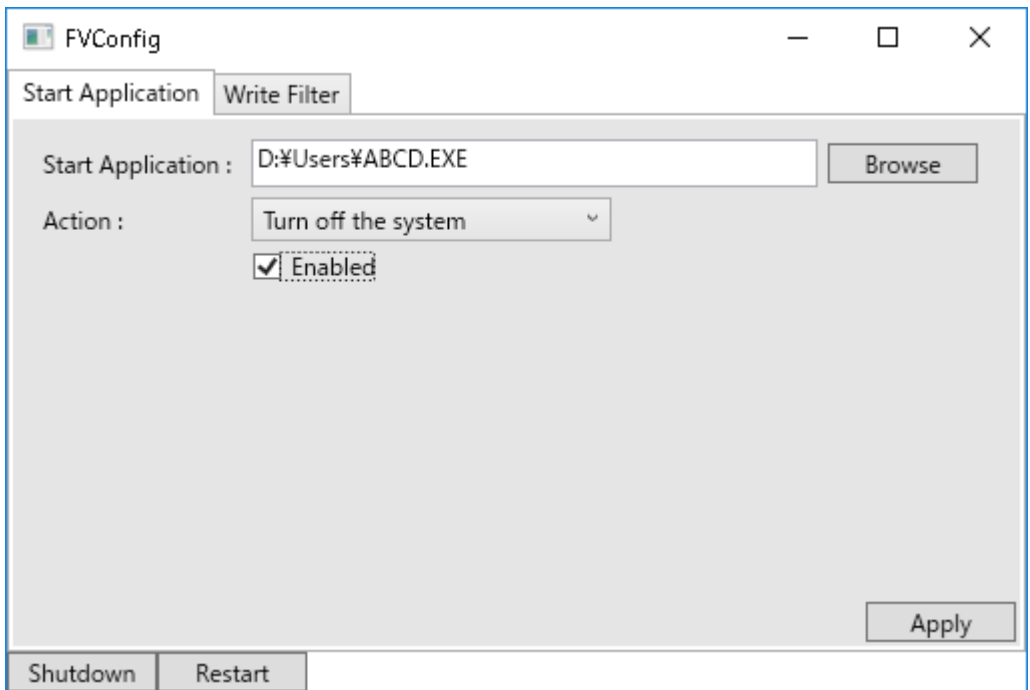 FVConfig
Start Application Write Filter
Start Application : D:¥Users¥ABCD.EXE Browse
Action : Turn off the system
Enabled
Apply
Shutdown Restart